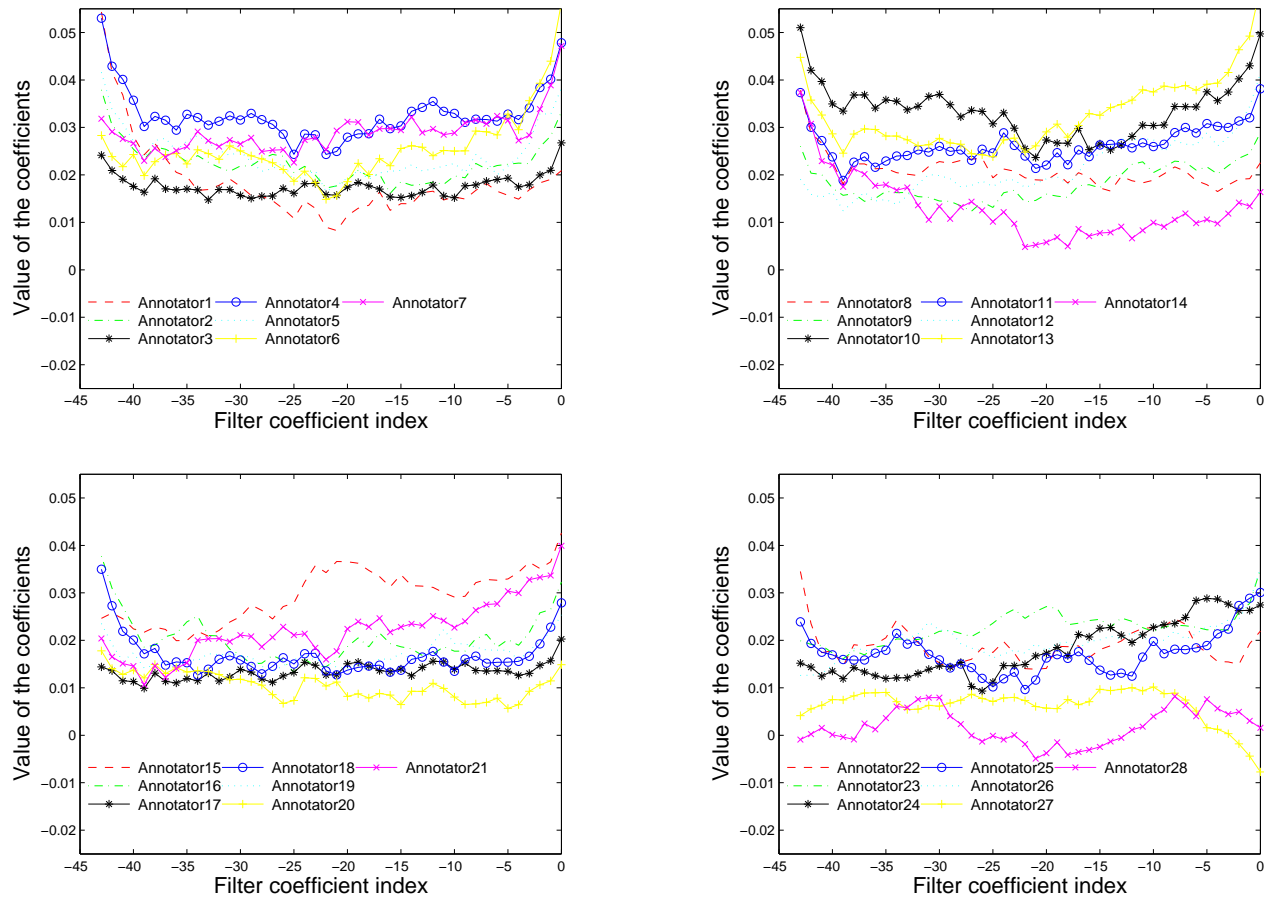 0.05
0.04
0.03
0.02
0.01
0
−0.01
−0.02
Value of the coefficients
Annotator1 Annotator4 Annotator7
Annotator2 Annotator5
Annotator3 Annotator6
−45 −40 −35 −30 −25 −20 −15 −10 −5 0
Filter coefficient index
0.05
0.04
0.03
0.02
0.01
0
−0.01
−0.02
Value of the coefficients
Annotator8 Annotator11 Annotator14
Annotator9 Annotator12
Annotator10 Annotator13
−45 −40 −35 −30 −25 −20 −15 −10 −5 0
Filter coefficient index
0.05
0.04
0.03
0.02
0.01
0
−0.01
−0.02
Value of the coefficients
Annotator15 Annotator18 Annotator21
Annotator16 Annotator19
Annotator17 Annotator20
−45 −40 −35 −30 −25 −20 −15 −10 −5 0
Filter coefficient index
0.05
0.04
0.03
0.02
0.01
0
−0.01
−0.02
Value of the coefficients
Annotator22 Annotator25 Annotator28
Annotator23 Annotator26
Annotator24 Annotator27
−45 −40 −35 −30 −25 −20 −15 −10 −5 0
Filter coefficient index